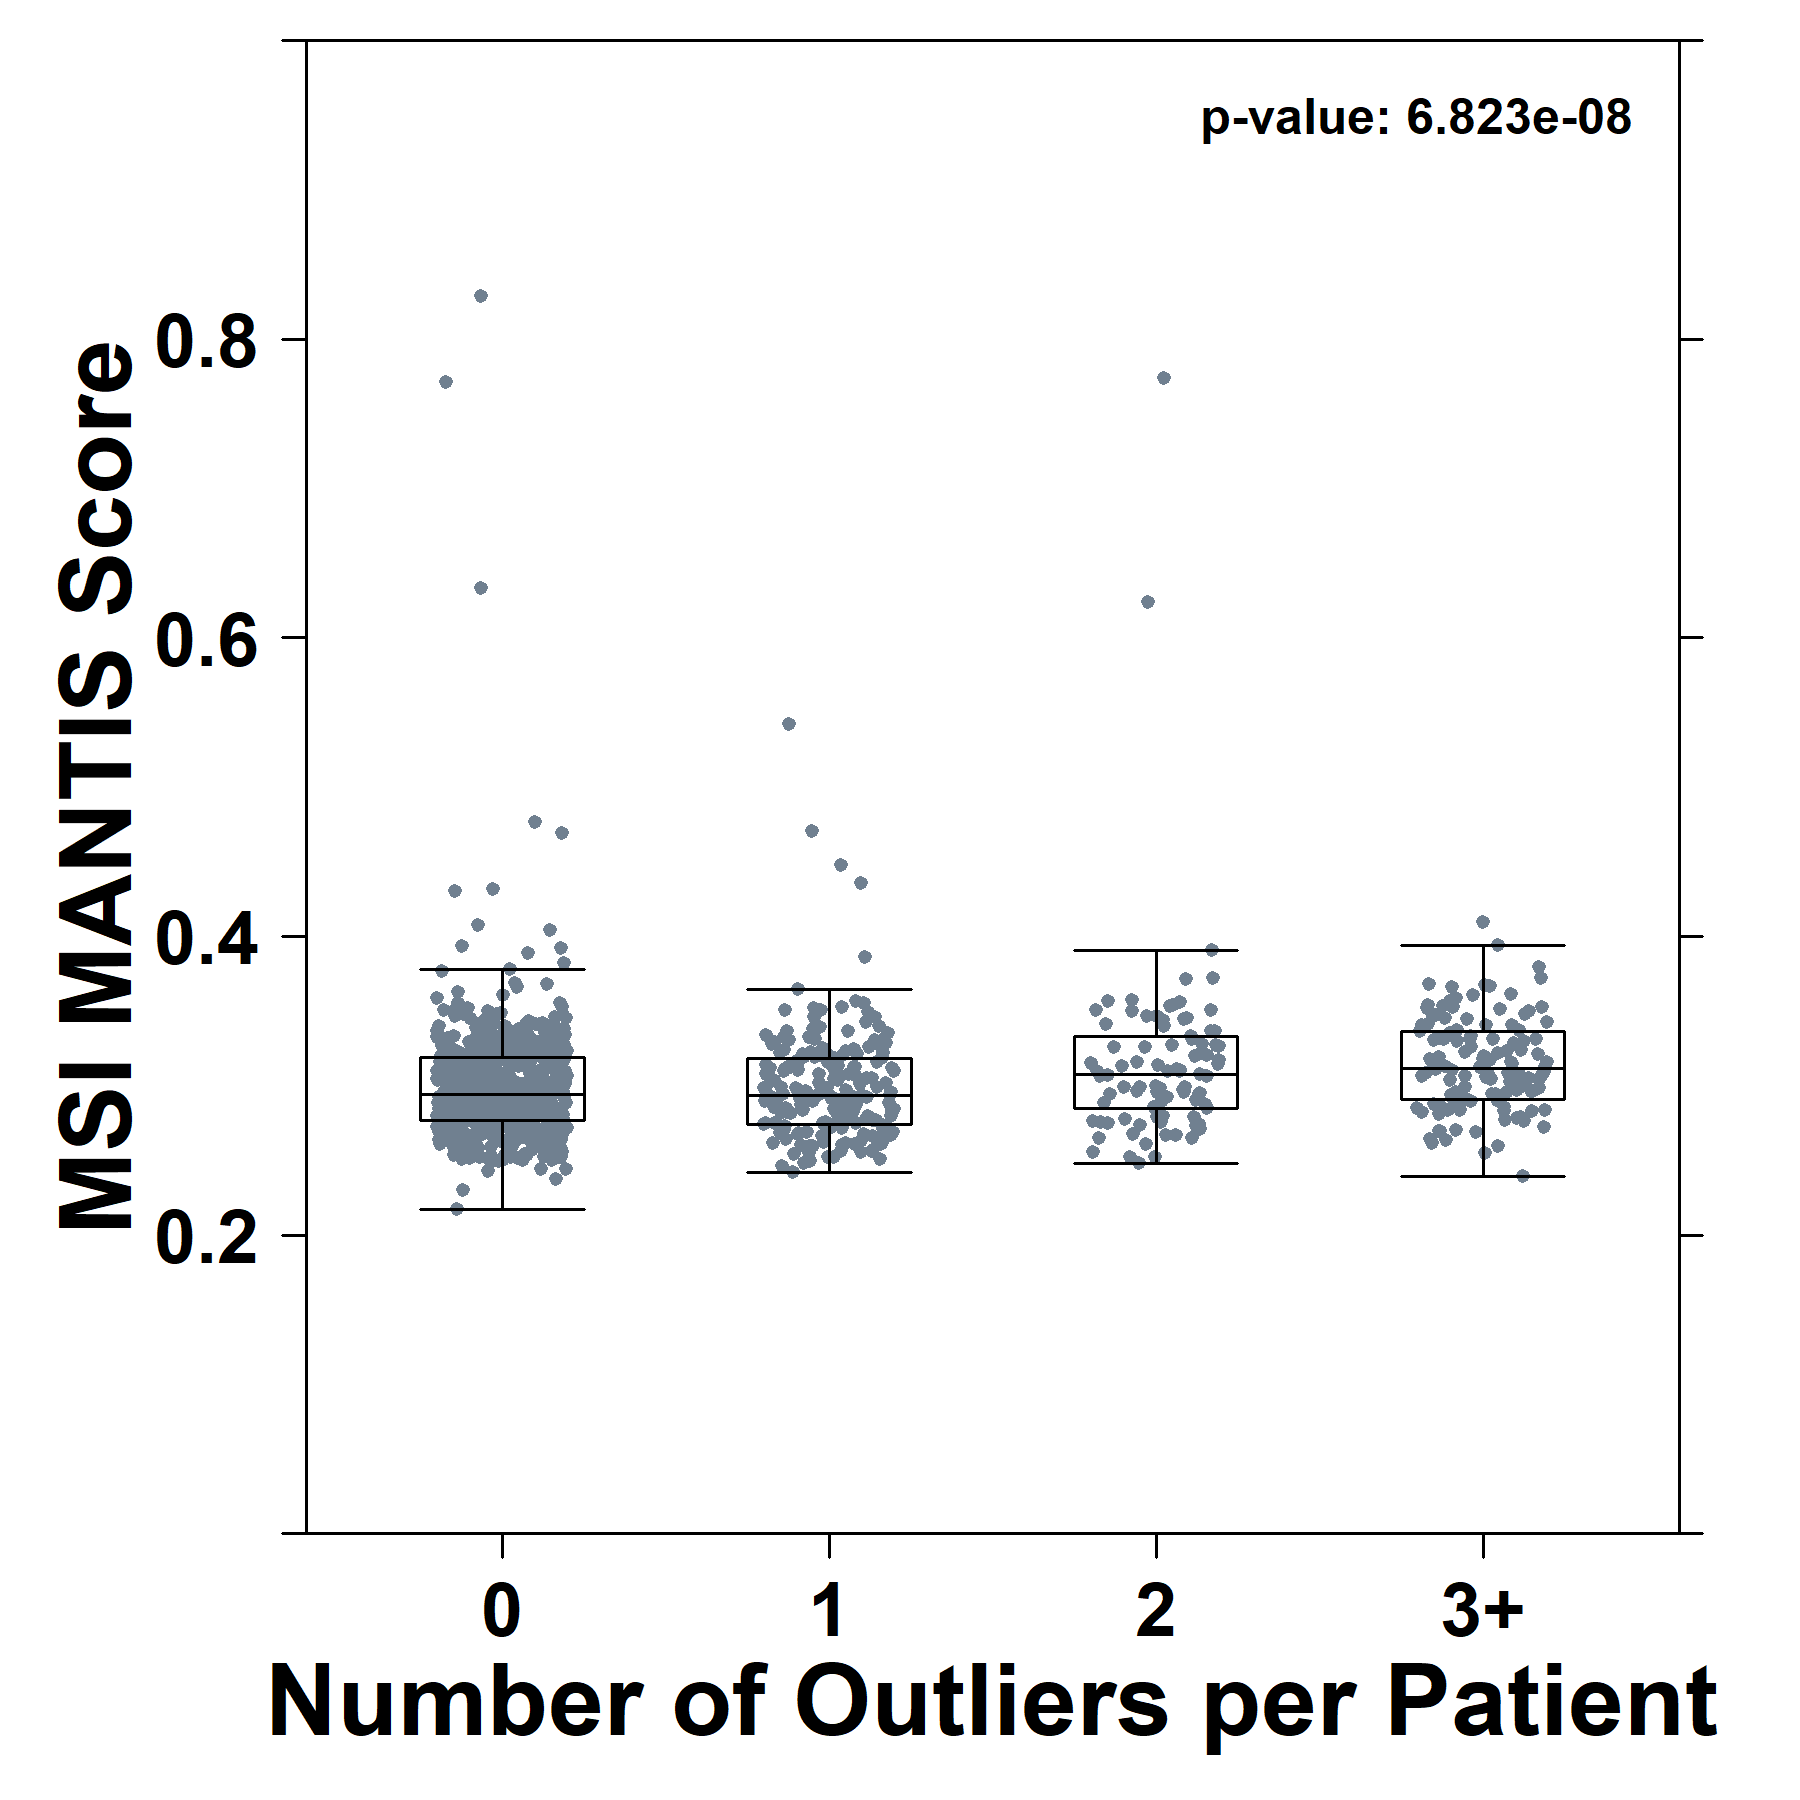 p-value: 6.823e-08
MSI MANTIS Score
0.8
0.6
0.4
0.2
0 1 2 3+
Number of Outliers per Patient